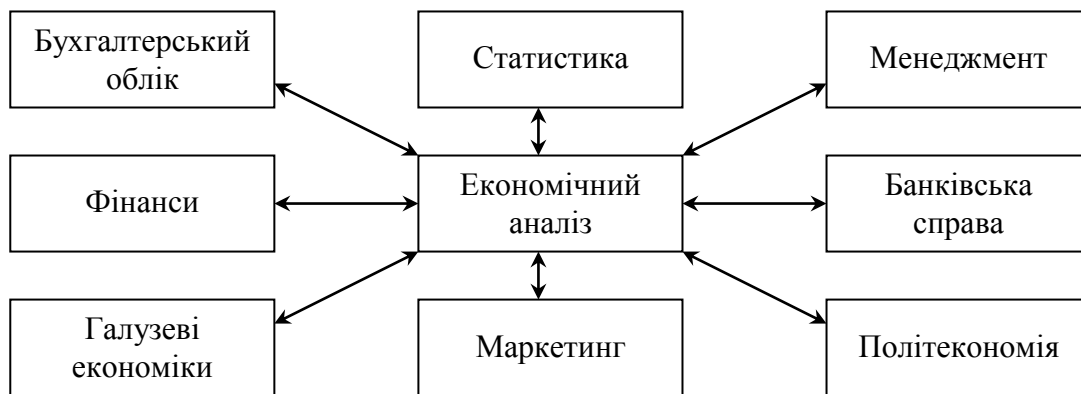 Бухгалтерський
облік
Статистика
Менеджмент
Фінанси
Економічний
аналіз
Банківська
справа
Галузеві
економіки
Маркетинг
Політекономія